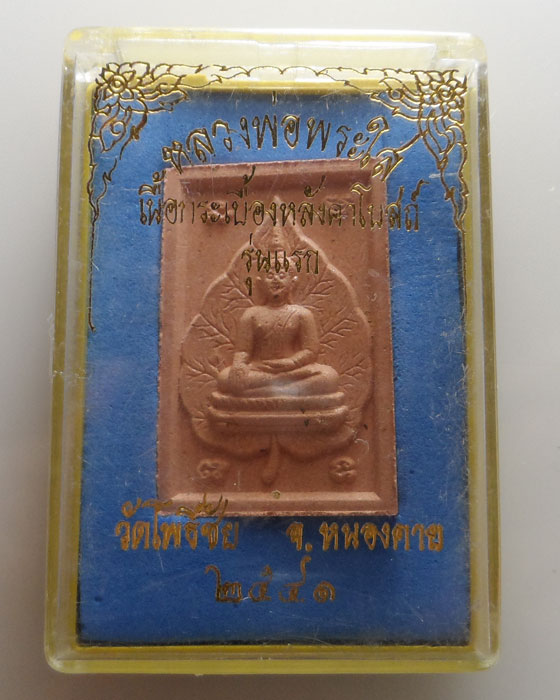 หลวงพ่อพระใส
เนื้อกระเบื้องหลังคาโบสถ์
รุ่นแรก
วัดโพธิ์ชัย จ.หนองคาย
๒๕๔๑